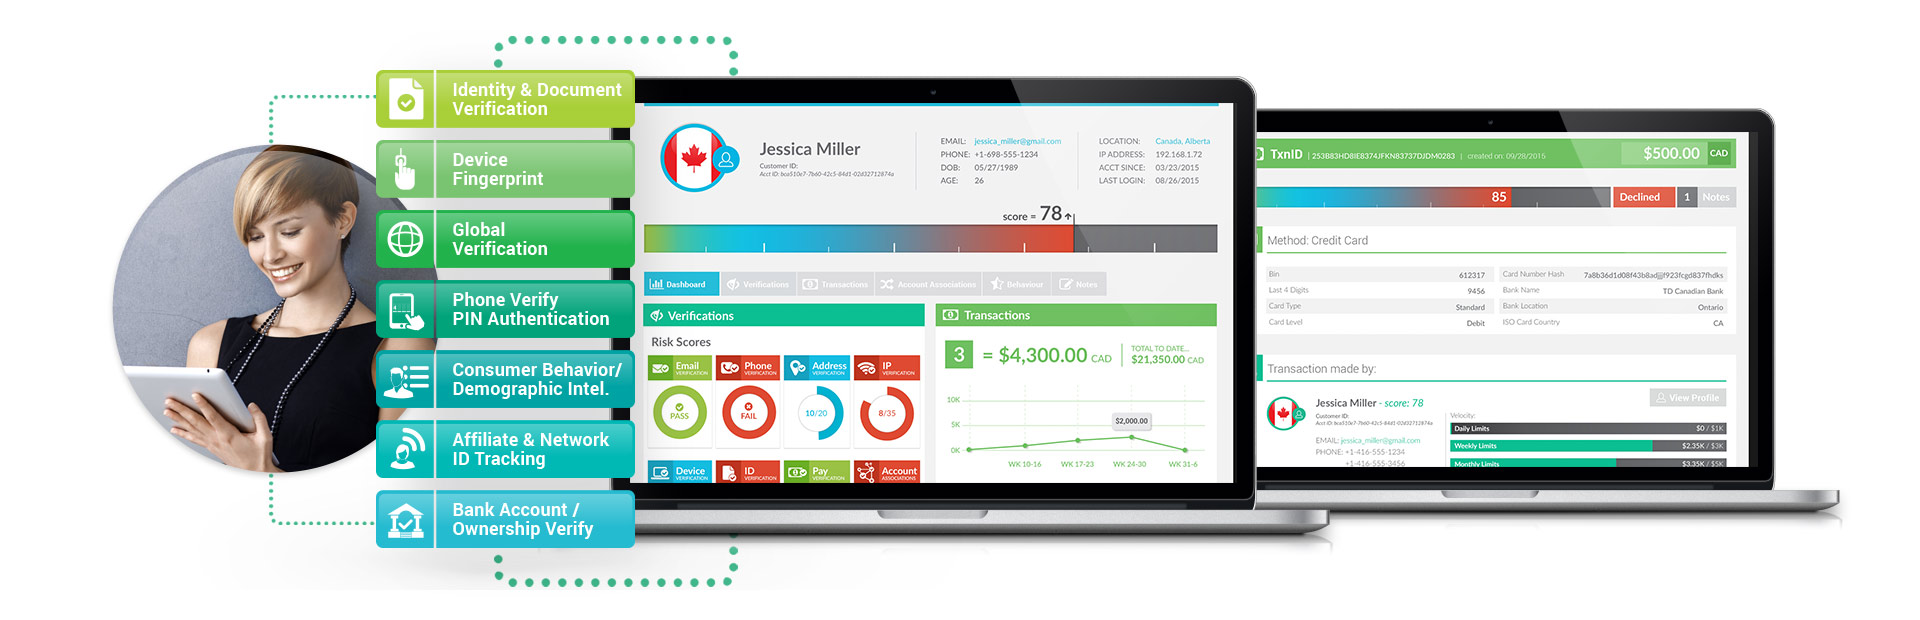 Identity & Document
Verification
Device
Fingerprint
Global
Verification
Phone Verify
PIN Authentication
Consumer Behavior/
Demographic Intel.
Affiliate & Network
ID Tracking
Bank Account /
Ownership Verify
Jessica Miller
Customer ID:
Acct ID: bca510e7-7b60-42c5-84d1-02d32712874a
EMAIL: jessica_miller@gmail.com
PHONE: +1-698-555-1234
DOB: 05/27/1989
AGE: 26
LOCATION: Canada, Alberta
IP ADDRESS: 192.168.1.72
ACCT SINCE: 03/23/2015
LAST LOGIN: 08/26/2015
score = 78
Dashboard
Verifications
Transactions
Account Associations
Behaviour
Notes
Verifications
Risk Scores
Email
VERIFICATION
Phone
VERIFICATION
Address
VERIFICATION
IP
VERIFICATION
PASS
FAIL
10/20
8/35
Device
VERIFICATION
ID
VERIFICATION
Pay
VERIFICATION
Account
ASSOCIATIONS
Transactions
3 = $4,300.00 CAD
TOTAL TO DATE...
$21,350.00 CAD
10K
5K
0K
$2,000.00
WK 10-16
WK 17-23
WK 24-30
WK 31-6
TxnID | 253B83HD8IE8374JFKN83737DJDM0283 | created on: 09/28/2015
$500.00 CAD
85
Declined
1
Notes
Method: Credit Card
Bin 612317
Last 4 Digits 9456
Card Type Standard
Card Level Debit
Card Number Hash 7a8b36d1d08f43b8adjjjf923fcgd837fhdks
Bank Name TD Canadian Bank
Bank Location Ontario
ISO Card Country CA
Transaction made by:
View Profile
Jessica Miller - score: 78
Customer ID:
Acct ID: bca510e7-7b60-42c5-84d1-02d32712874a
EMAIL: jessica_miller@gmail.com
PHONE: +1-416-555-1234
+1-416-555-3456
Velocity:
Daily Limits $0 / $1K
Weekly Limits $2.35K / $3K
Monthly Limits $3.35K / $5K